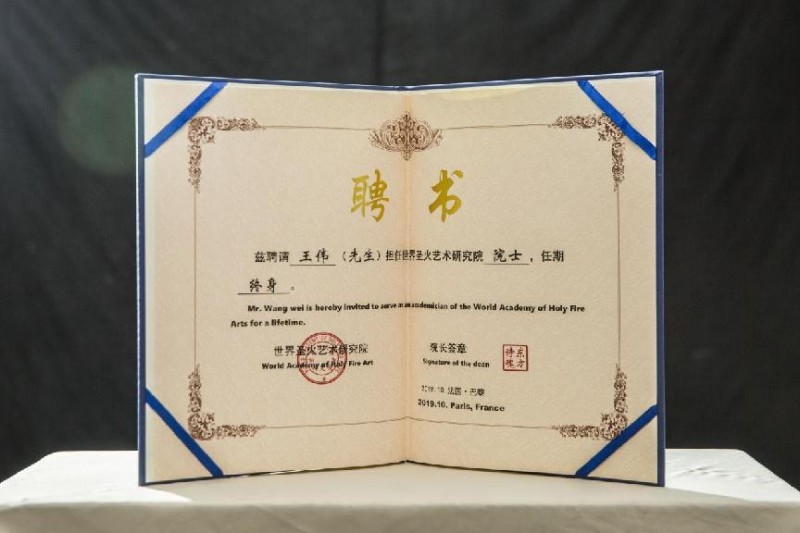 聘书
兹聘请 王伟 （先生）担任世界圣火艺术研究院 院士 ，任期
终身 。
Mr. Wang wei is hereby invited to serve as an academician of the World Academy of Holy Fire
Arts for a lifetime.
世界圣火艺术研究院
World Academy of Holy Fire Art
院长签章
Signature of the dean
2019.10. 法国·巴黎
2019.10. Paris, France